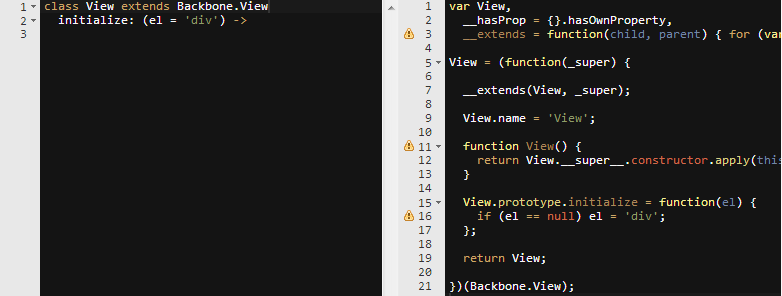 1 class View extends Backbone.View
2 initialize: (el = 'div') ->
3
1 var View,
2 __hasProp = {}.hasOwnProperty,
3 __extends = function(child, parent) { for (var
4
5 View = (function(_super) {
6
7 __extends(View, _super);
8
9 View.name = 'View';
10
11 function View() {
12 return View.__super__.constructor.apply(this
13 }
14
15 View.prototype.initialize = function(el) {
16 if (el == null) el = 'div';
17 };
18
19 return View;
20
21 })(Backbone.View);